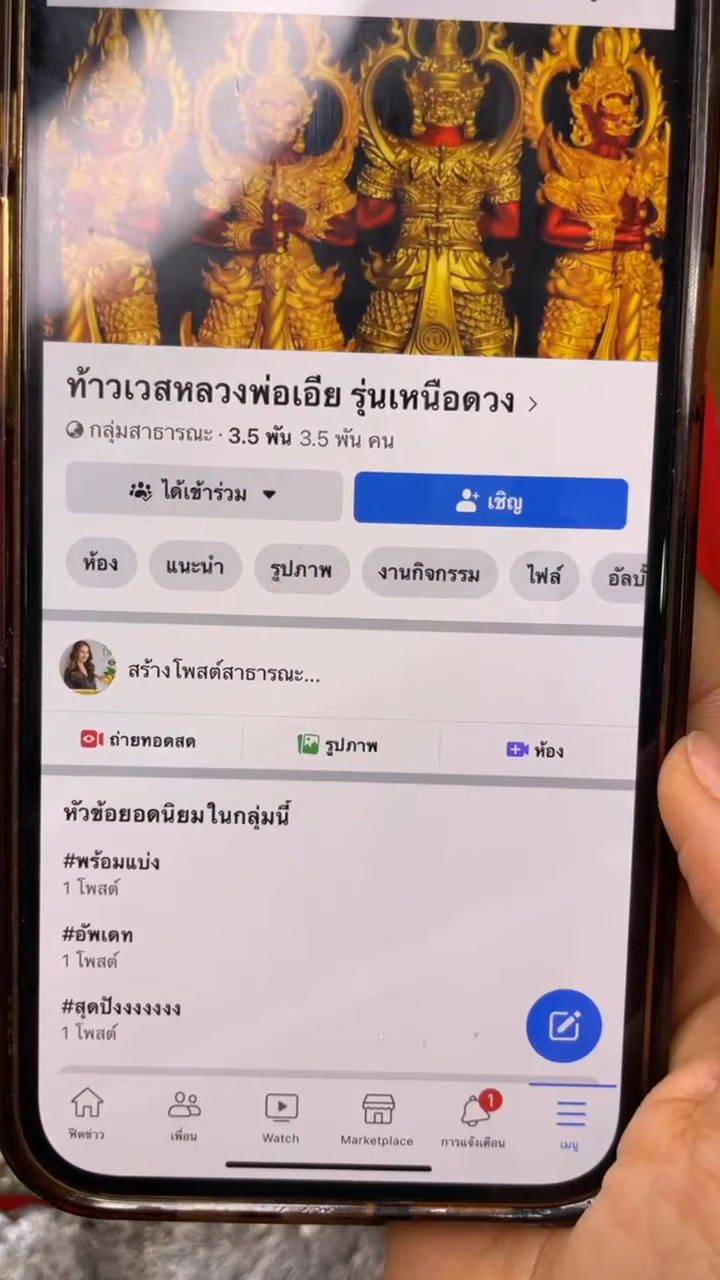 ท้าวเวสหลวงพ่อเอีย รุ่นเหนือดวง
กลุ่มสาธารณะ · 3.5 พัน 3.5 พัน คน
ได้เข้าร่วม เชิญ
ห้อง แนะนำ รูปภาพ งานกิจกรรม ไฟล์
สร้างโพสต์สาธารณะ...
ถ่ายทอดสด รูปภาพ ห้อง
หัวข้อยอดนิยมในกลุ่มนี้
#พร้อมแบ่ง
1 โพสต์
#อัพเดท
1 โพสต์
#สุดปังงงงงงง
1 โพสต์
1
ฟีดข่าว เพื่อน Watch Marketplace การแจ้งเตือน เมนู